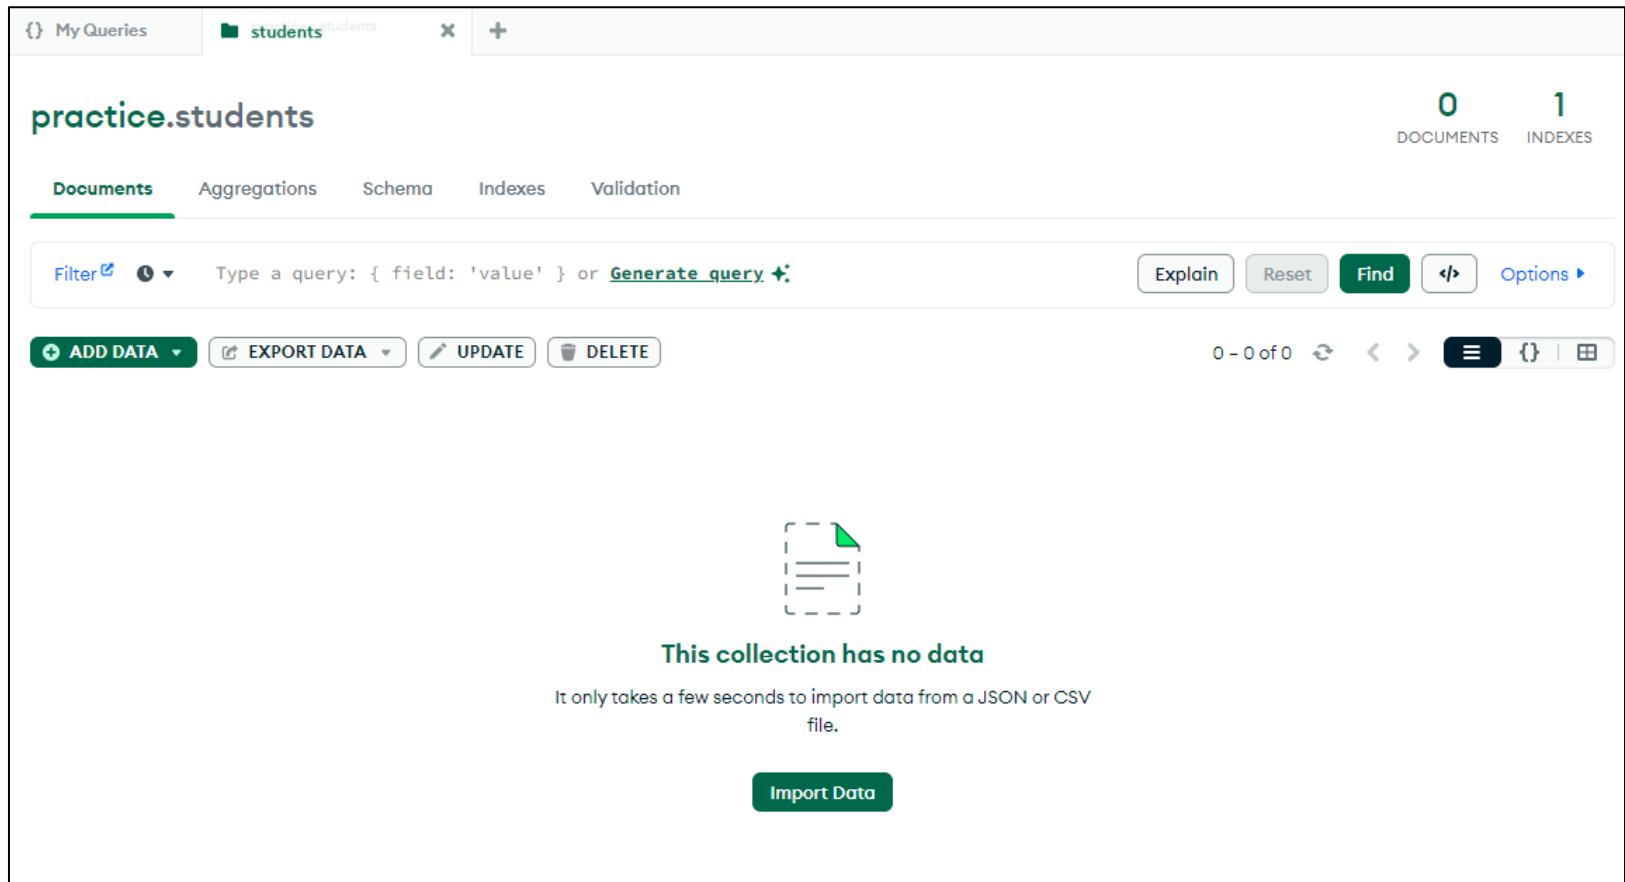 {} My Queries
students
practice.students
0
DOCUMENTS
1
INDEXES
Documents Aggregations Schema Indexes Validation
Filter Type a query: { field: 'value' } or Generate query Explain Reset Find </> Options
ADD DATA EXPORT DATA UPDATE DELETE 0 – 0 of 0 {}
This collection has no data
It only takes a few seconds to import data from a JSON or CSV
file.
Import Data